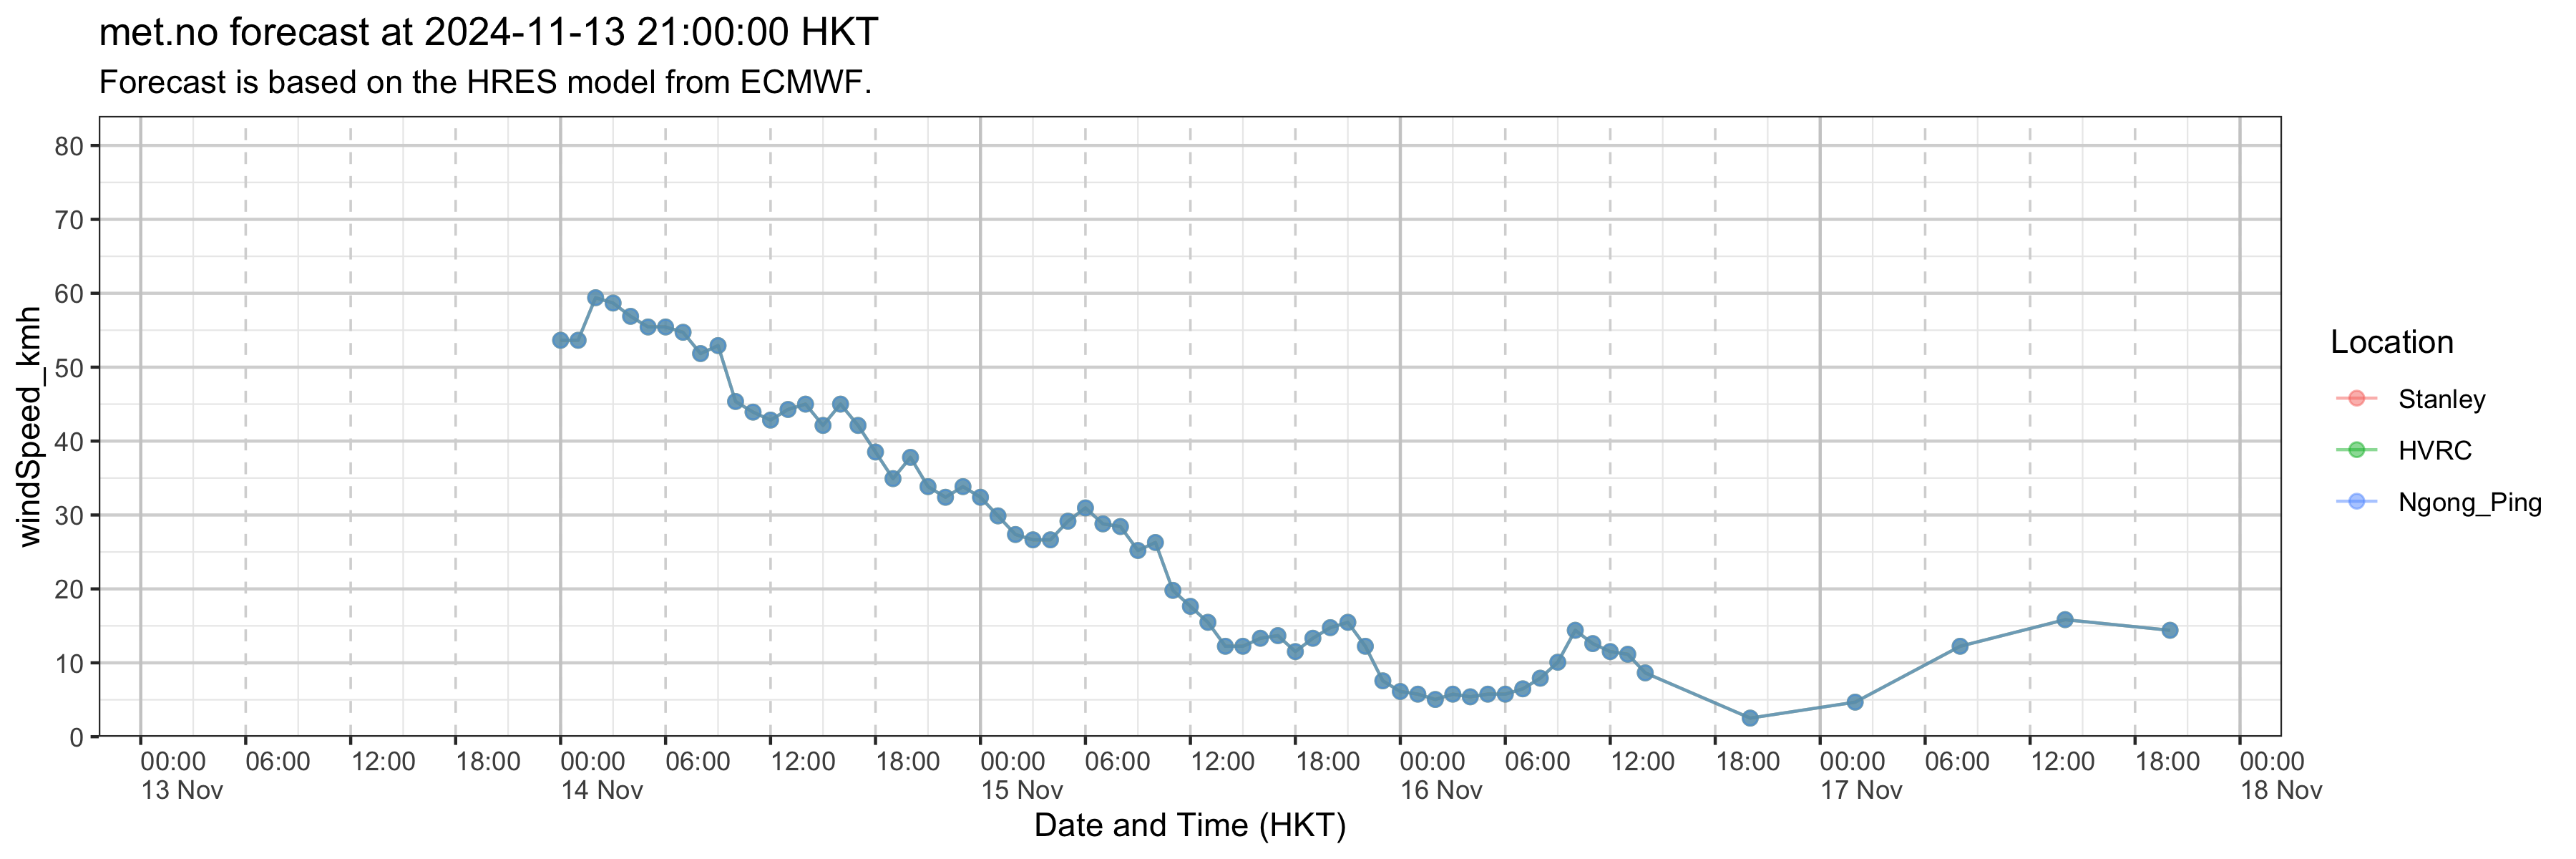 met.no forecast at 2024-11-13 21:00:00 HKT
Forecast is based on the HRES model from ECMWF.
windSpeed_kmh
80
70
60
50
40
30
20
10
0
00:00 06:00 12:00 18:00 00:00 06:00 12:00 18:00 00:00 06:00 12:00 18:00 00:00 06:00 12:00 18:00 00:00 06:00 12:00 18:00 00:00
13 Nov 14 Nov 15 Nov 16 Nov 17 Nov 18 Nov
Date and Time (HKT)
Location
Stanley
HVRC
Ngong_Ping